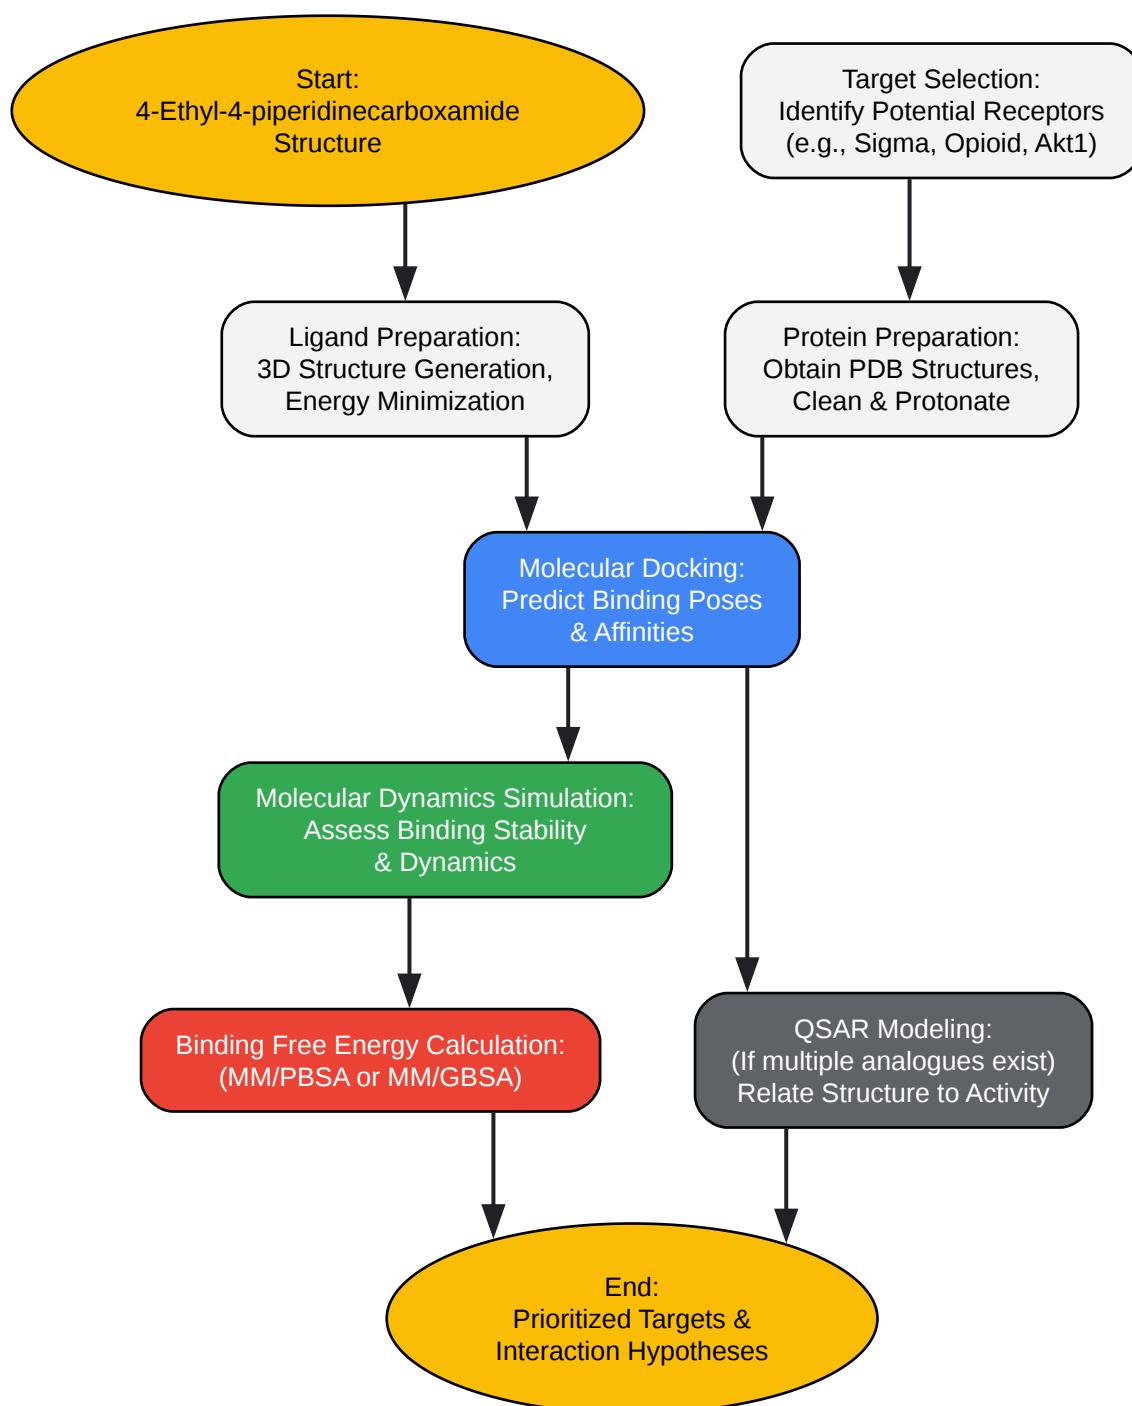 Start:
4-Ethyl-4-piperidinecarboxamide
Structure
Target Selection:
Identify Potential Receptors
(e.g., Sigma, Opioid, Akt1)
Ligand Preparation:
3D Structure Generation,
Energy Minimization
Protein Preparation:
Obtain PDB Structures,
Clean & Protonate
Molecular Docking:
Predict Binding Poses
& Affinities
Molecular Dynamics Simulation:
Assess Binding Stability
& Dynamics
Binding Free Energy Calculation:
(MM/PBSA or MM/GBSA)
QSAR Modeling:
(If multiple analogues exist)
Relate Structure to Activity
End:
Prioritized Targets &
Interaction Hypotheses